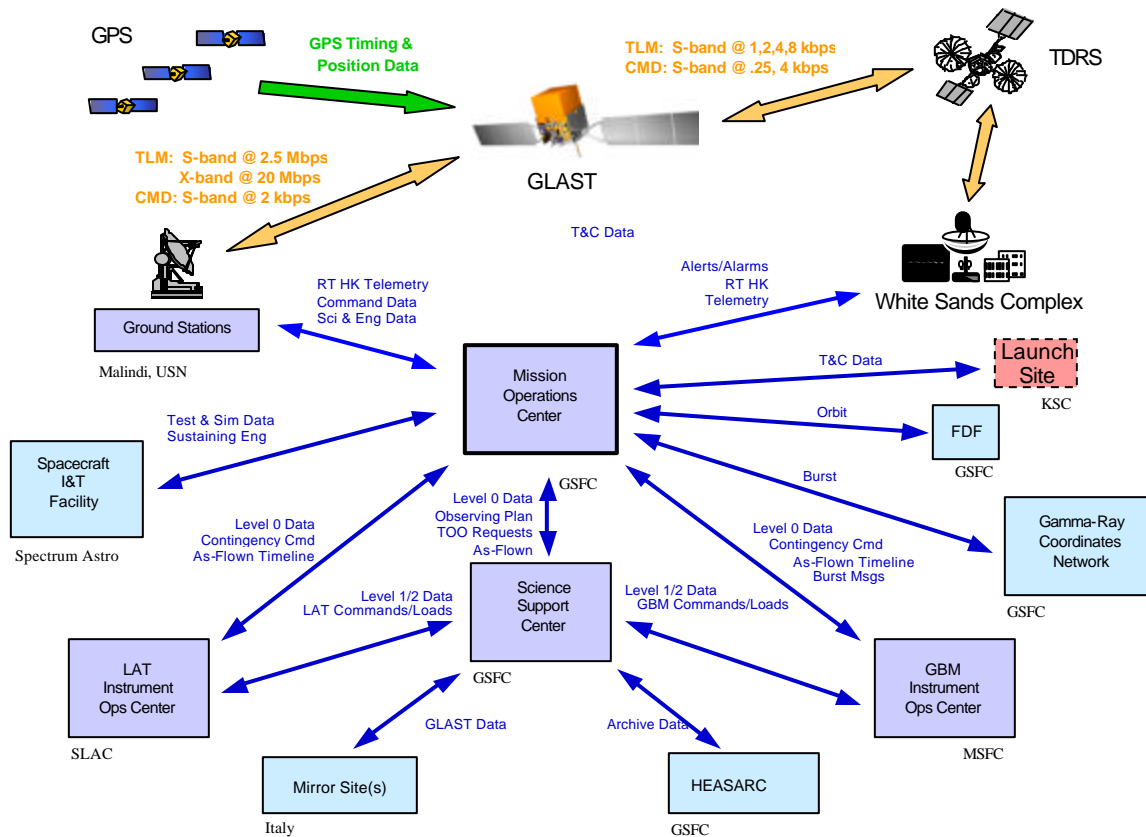 GPS
GPS Timing &
Position Data
TLM: S-band @ 1,2,4,8 kbps
CMD: S-band @ .25, 4 kbps
TDRS
TLM: S-band @ 2.5 Mbps
X-band @ 20 Mbps
CMD: S-band @ 2 kbps
GLAST
T&C Data
Alerts/Alarms
RT HK
Telemetry
White Sands Complex
RT HK Telemetry
Command Data
Sci & Eng Data
Ground Stations
Malindi, USN
Mission
Operations
Center
GSFC
T&C Data
Launch
Site
KSC
Orbit
FDF
GSFC
Test & Sim Data
Sustaining Eng
Spacecraft
I&T
Facility
Spectrum Astro
Burst
Gamma-Ray
Coordinates
Network
GSFC
Level 0 Data
Contingency Cmd
As-Flown Timeline
Level 0 Data
Observing Plan
TOO Requests
As-Flown
Level 0 Data
Contingency Cmd
As-Flown Timeline
Burst Msgs
Level 1/2 Data
LAT Commands/Loads
Science
Support
Center
GSFC
Level 1/2 Data
GBM Commands/Loads
LAT
Instrument
Ops Center
SLAC
GBM
Instrument
Ops Center
MSFC
GLAST Data
Archive Data
Mirror Site(s)
Italy
HEASARC
GSFC